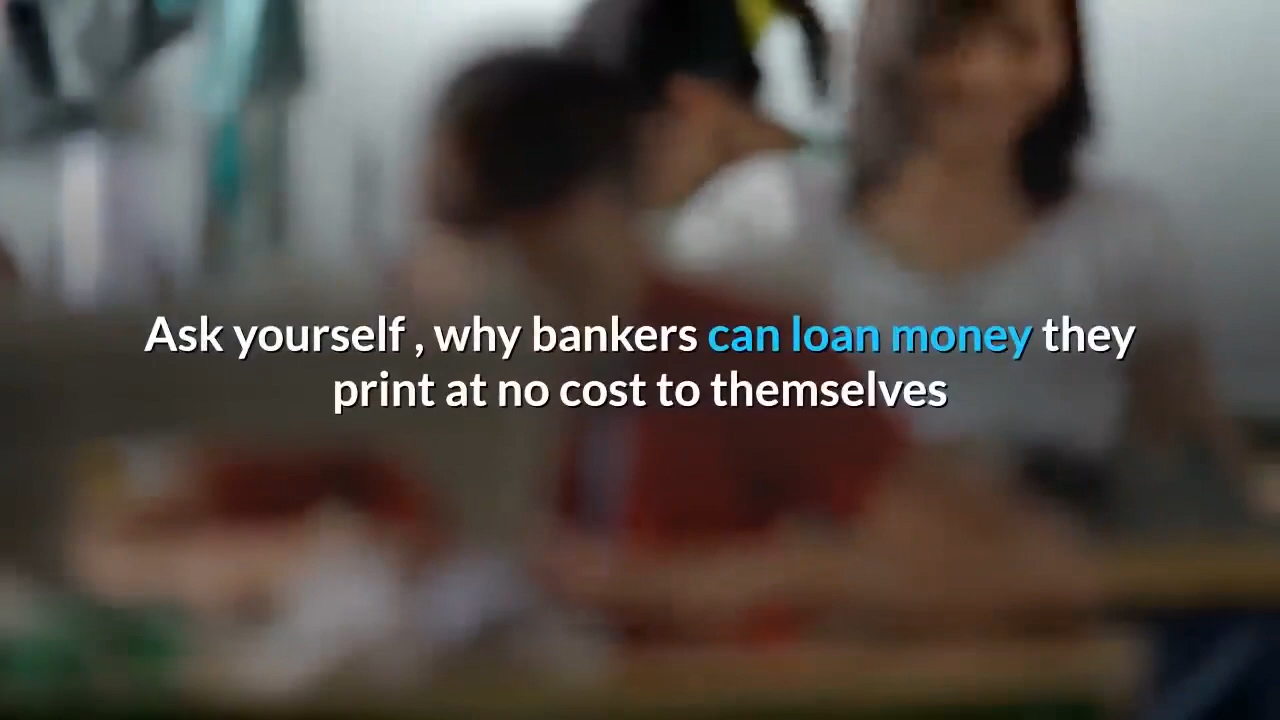 Ask yourself , why bankers can loan money they
print at no cost to themselves